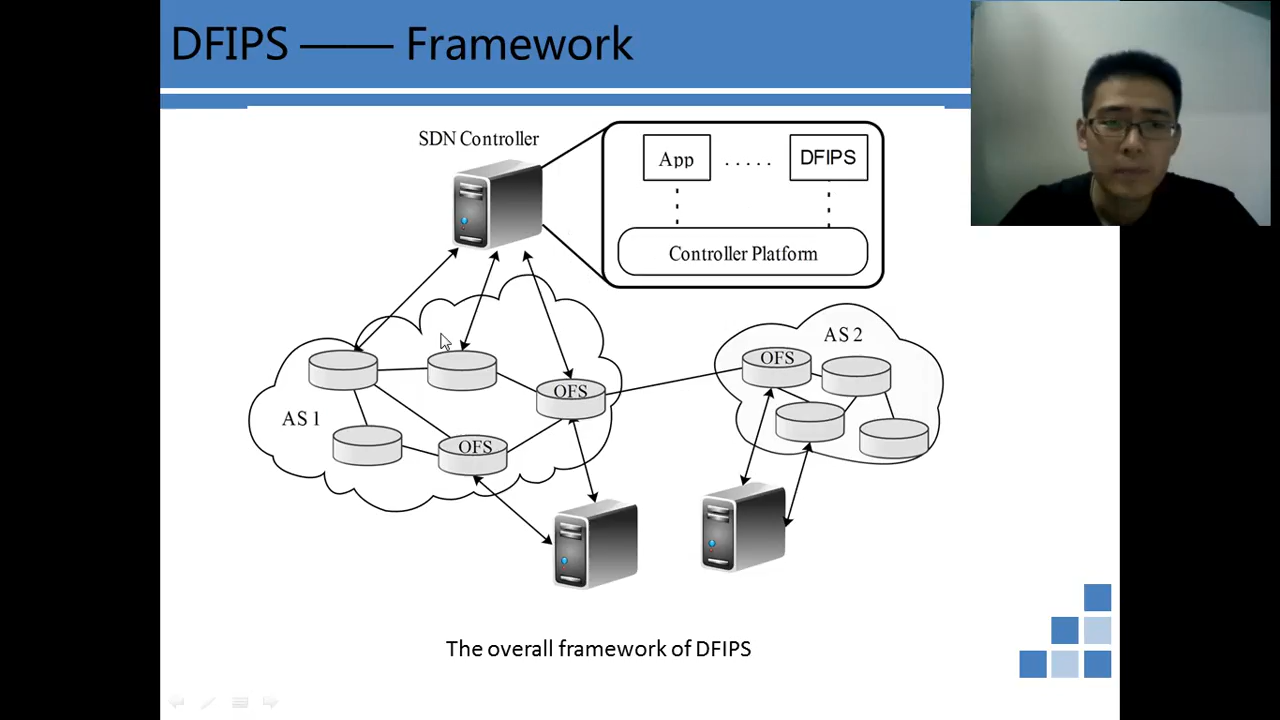 DFIPS —— Framework
SDN Controller
App ..... DFIPS
Controller Platform
AS 2
OFS
OFS
AS 1
OFS
The overall framework of DFIPS